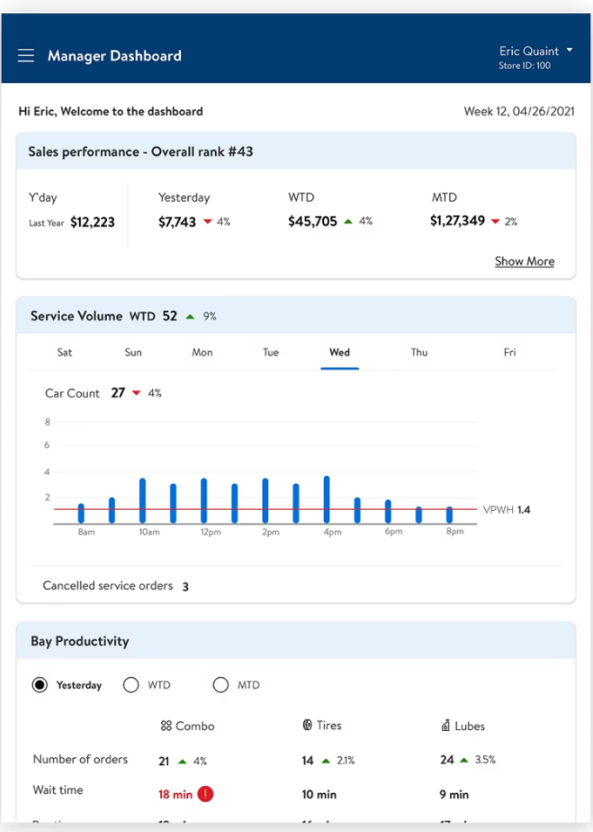 Manager Dashboard
Eric Quaint
Store ID: 100
Hi Eric, Welcome to the dashboard
Week 12, 04/26/2021
Sales performance - Overall rank #43
Y'day Yesterday WTD MTD
Last Year $12,223 $7,743 4% $45,705 4% $1,27,349 2%
Show More
Service Volume WTD 52 9%
Sat Sun Mon Tue Wed Thu Fri
Car Count 27 4%
8
6
4
2
VPWH 1.4
8am 10am 12pm 2pm 4pm 6pm 8pm
Cancelled service orders 3
Bay Productivity
Yesterday WTD MTD
Combo Tires Lubes
Number of orders 21 4% 14 2.1% 24 3.5%
Wait time 18 min ! 10 min 9 min